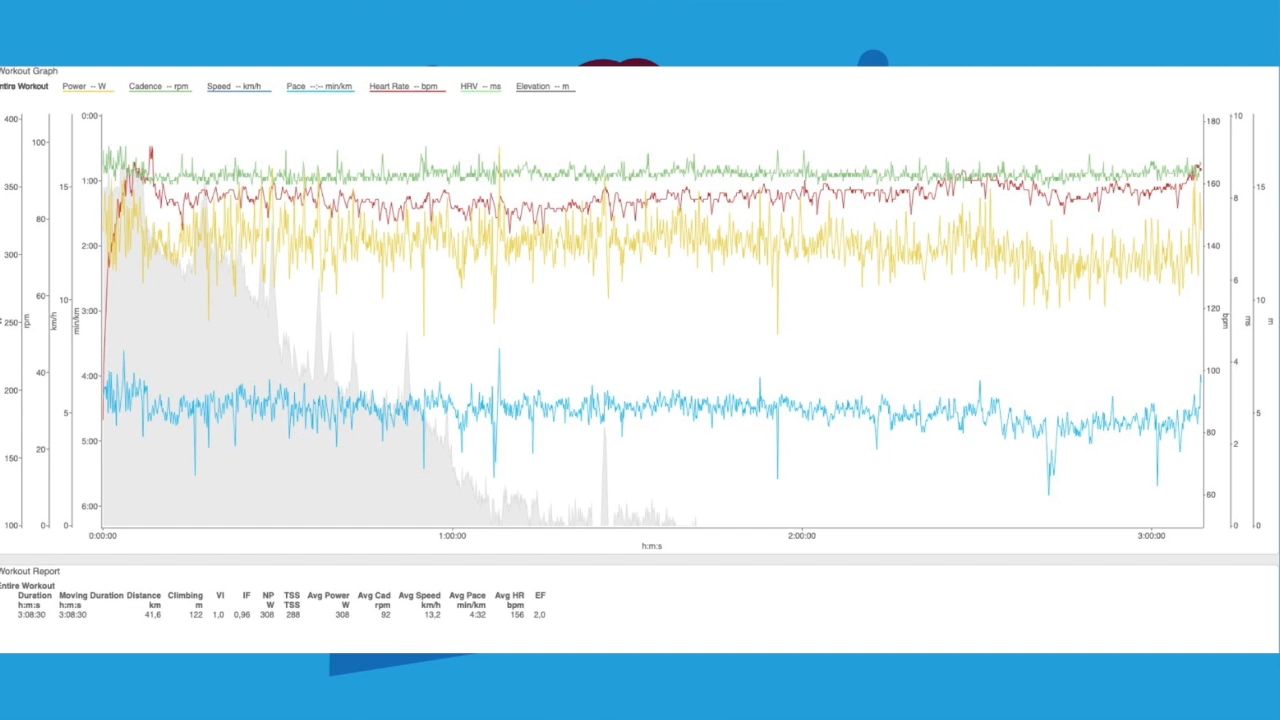 Workout Graph
ntire Workout Power -- W Cadence -- rpm Speed -- km/h Pace --:-- min/km Heart Rate -- bpm HRV -- ms Elevation -- m
400 350 300 250 200 150 100
rpm
100 80 60 40 20 0
km/h
15 10 5 0
min/km
0:00 1:00 2:00 3:00 4:00 5:00 6:00
180 160 140 120 100 80 60
bpm
10 8 6 4 2 0
ms
15 10 5 0
m
0:00:00 1:00:00 2:00:00 3:00:00
h:m:s
Workout Report
Entire Workout
Duration Moving Duration Distance Climbing VI IF NP TSS Avg Power Avg Cad Avg Speed Avg Pace Avg HR EF
h:m:s h:m:s km m W TSS W rpm km/h min/km bpm
3:08:30 3:08:30 41,6 122 1,0 0,96 308 288 308 92 13,2 4:32 156 2,0